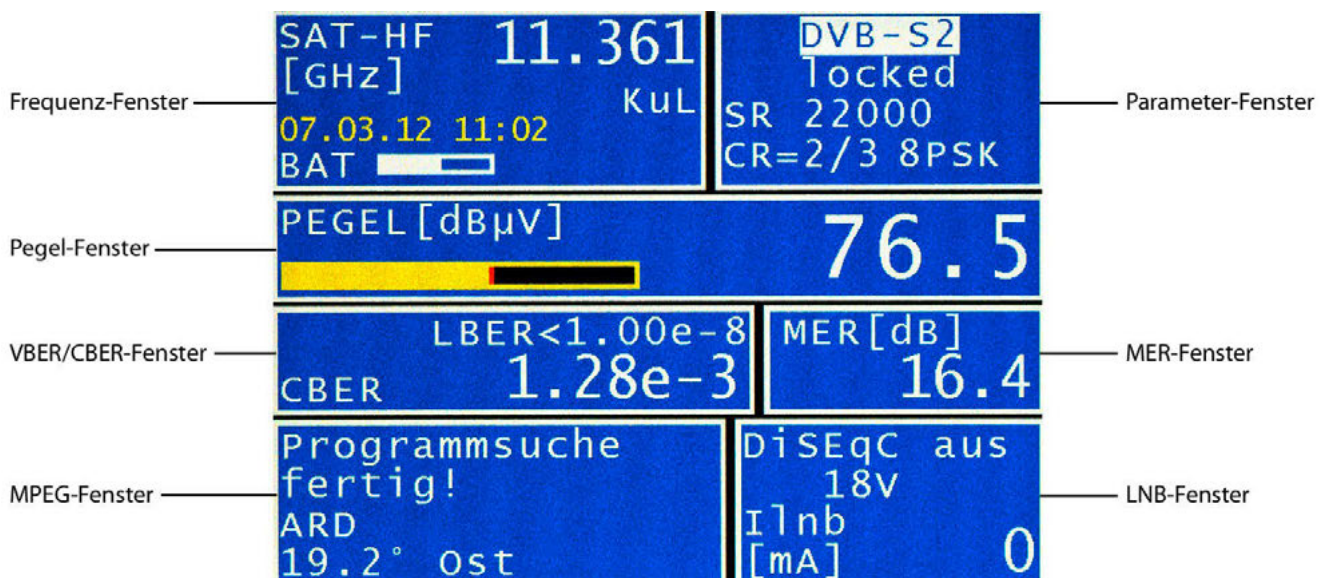 Frequenz-Fenster
SAT-HF 11.361
[GHz]
KuL
07.03.12 11:02
BAT
DVB-S2
locked
SR 22000
CR=2/3 8PSK
Parameter-Fenster
Pegel-Fenster
PEGEL[dBµV] 76.5
VBER/CBER-Fenster
LBER<1.00e-8
CBER 1.28e-3
MER[dB]
16.4
MER-Fenster
MPEG-Fenster
Programmsuche
fertig!
ARD
19.2° Ost
DiSEqC aus
18V
Ilnb
[mA] 0
LNB-Fenster